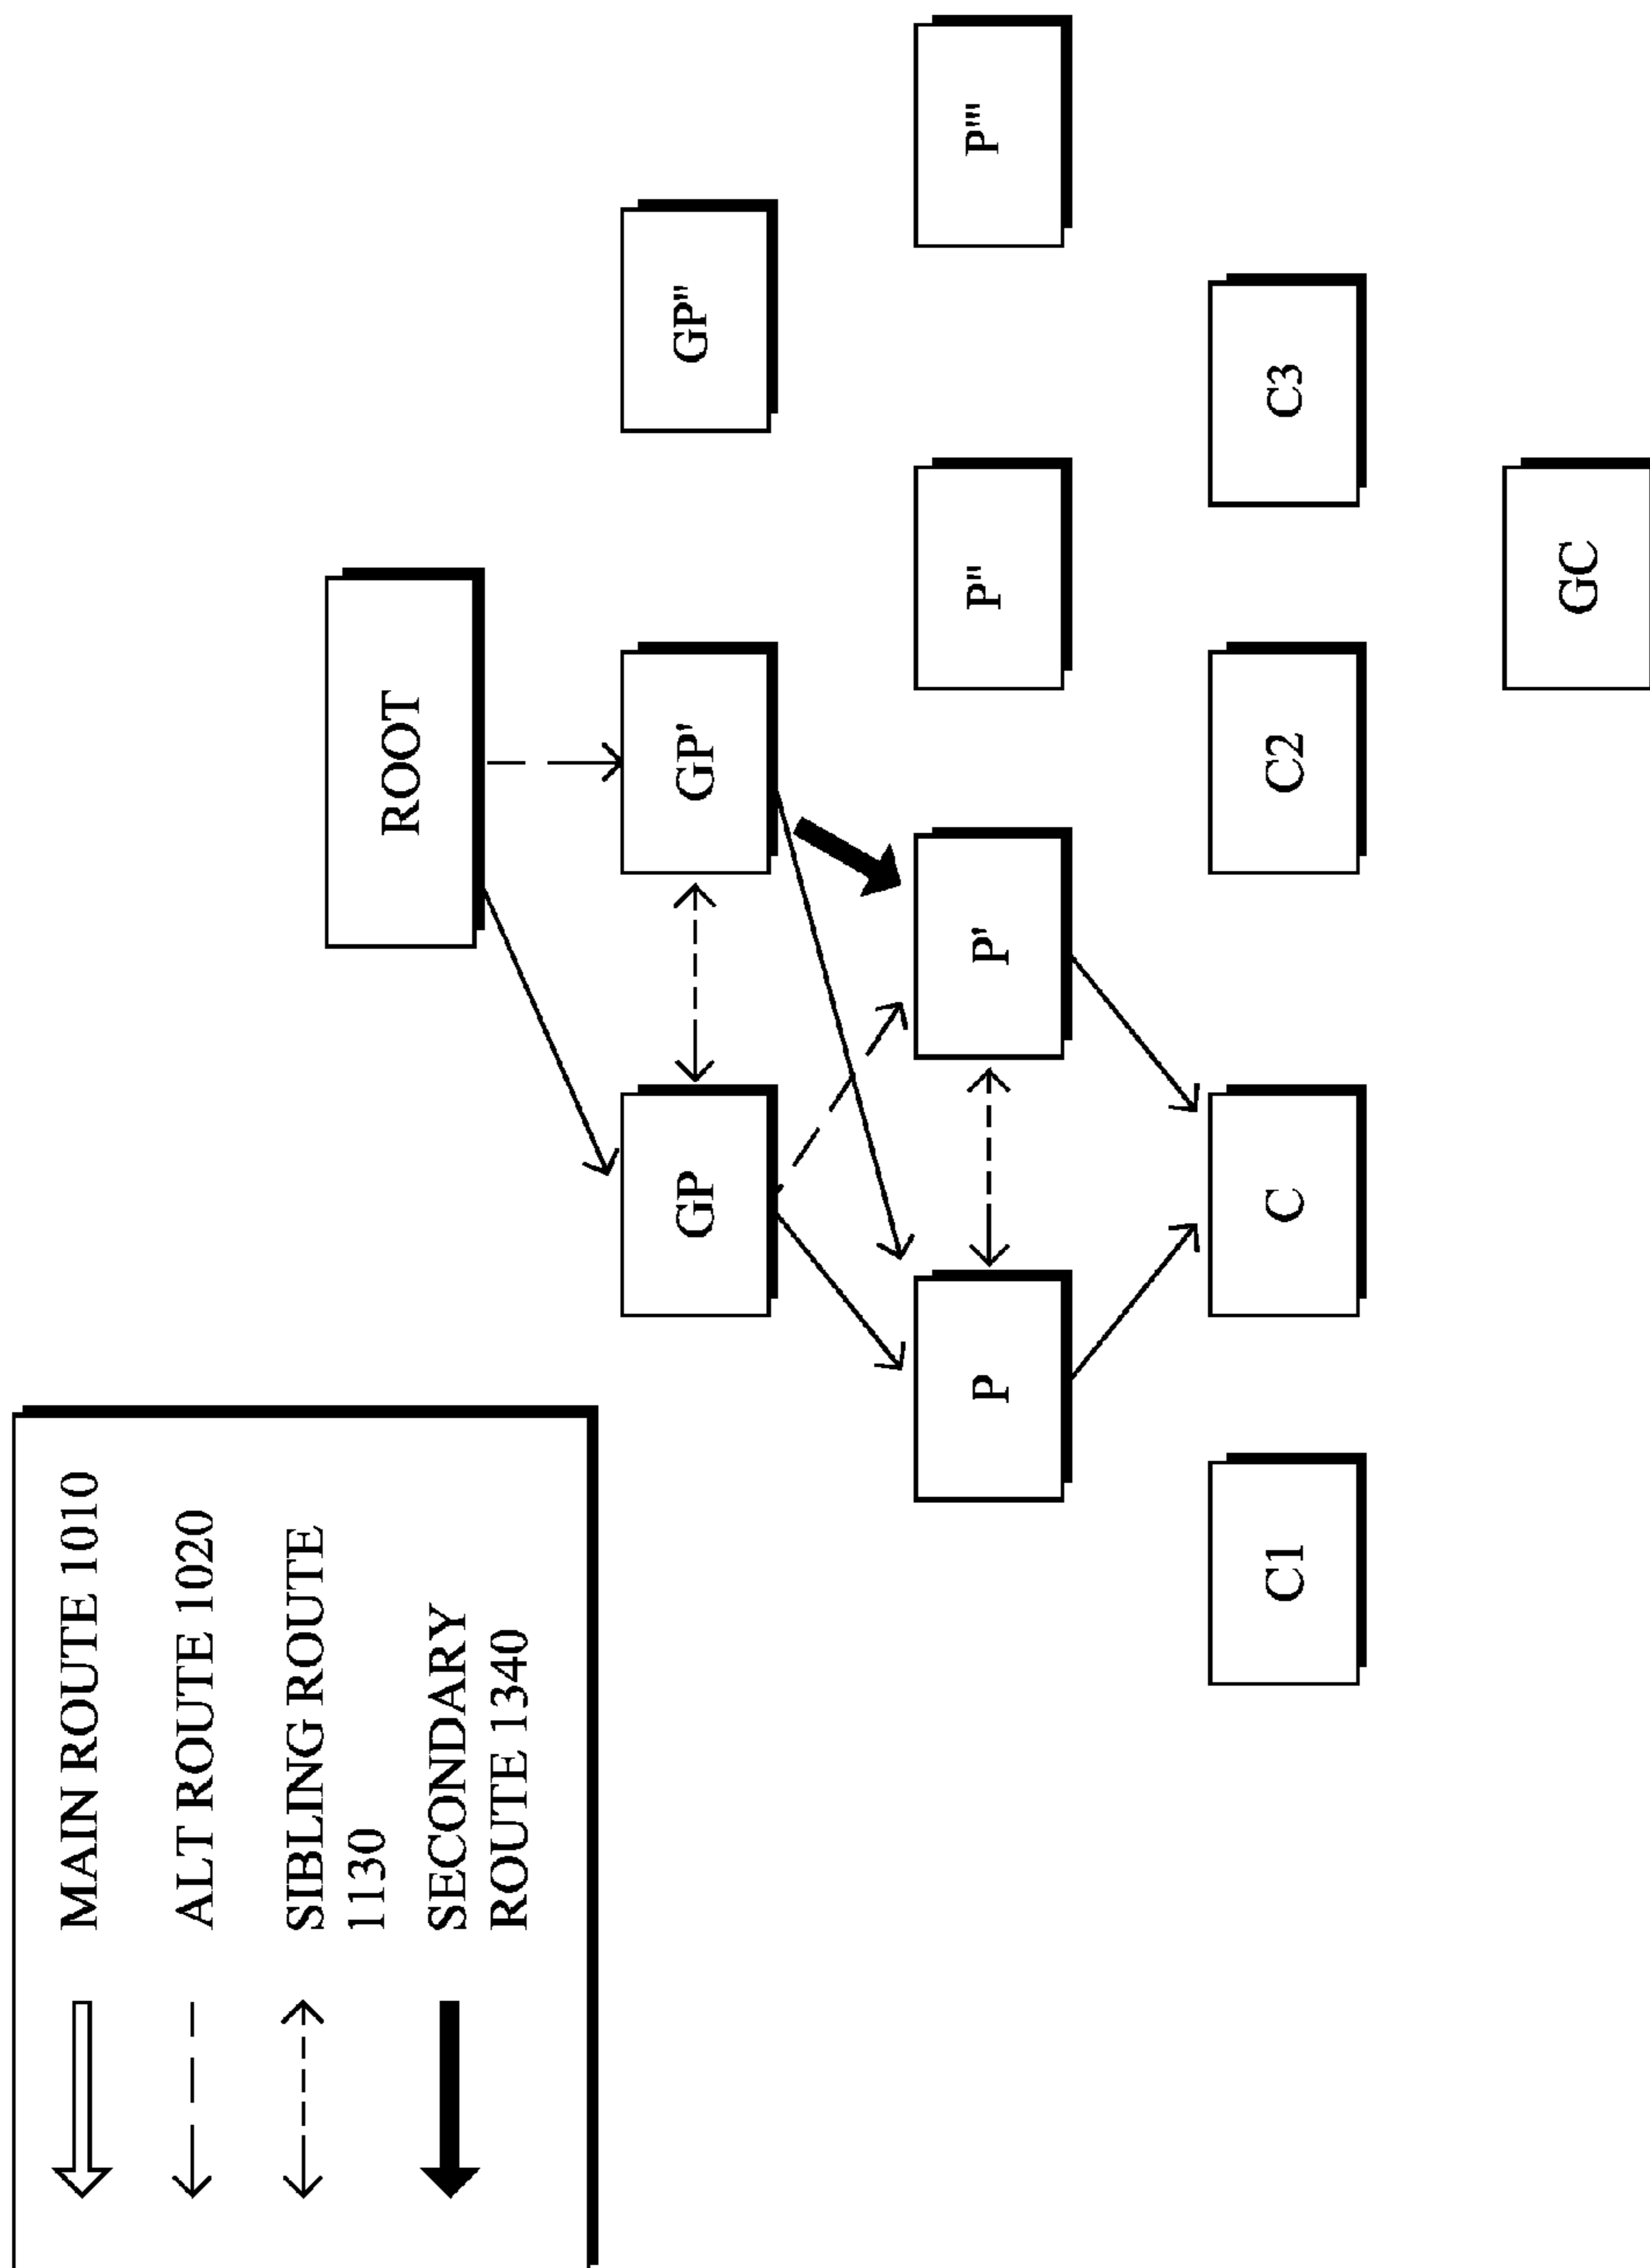 MAIN ROUTE 1010
ALT ROUTE 1020
SIBLING ROUTE
1130
SECONDARY
ROUTE 1340
ROOT
GP
GP'
GP"
P
P'
P"
P'''
C1
C
C2
C3
GC